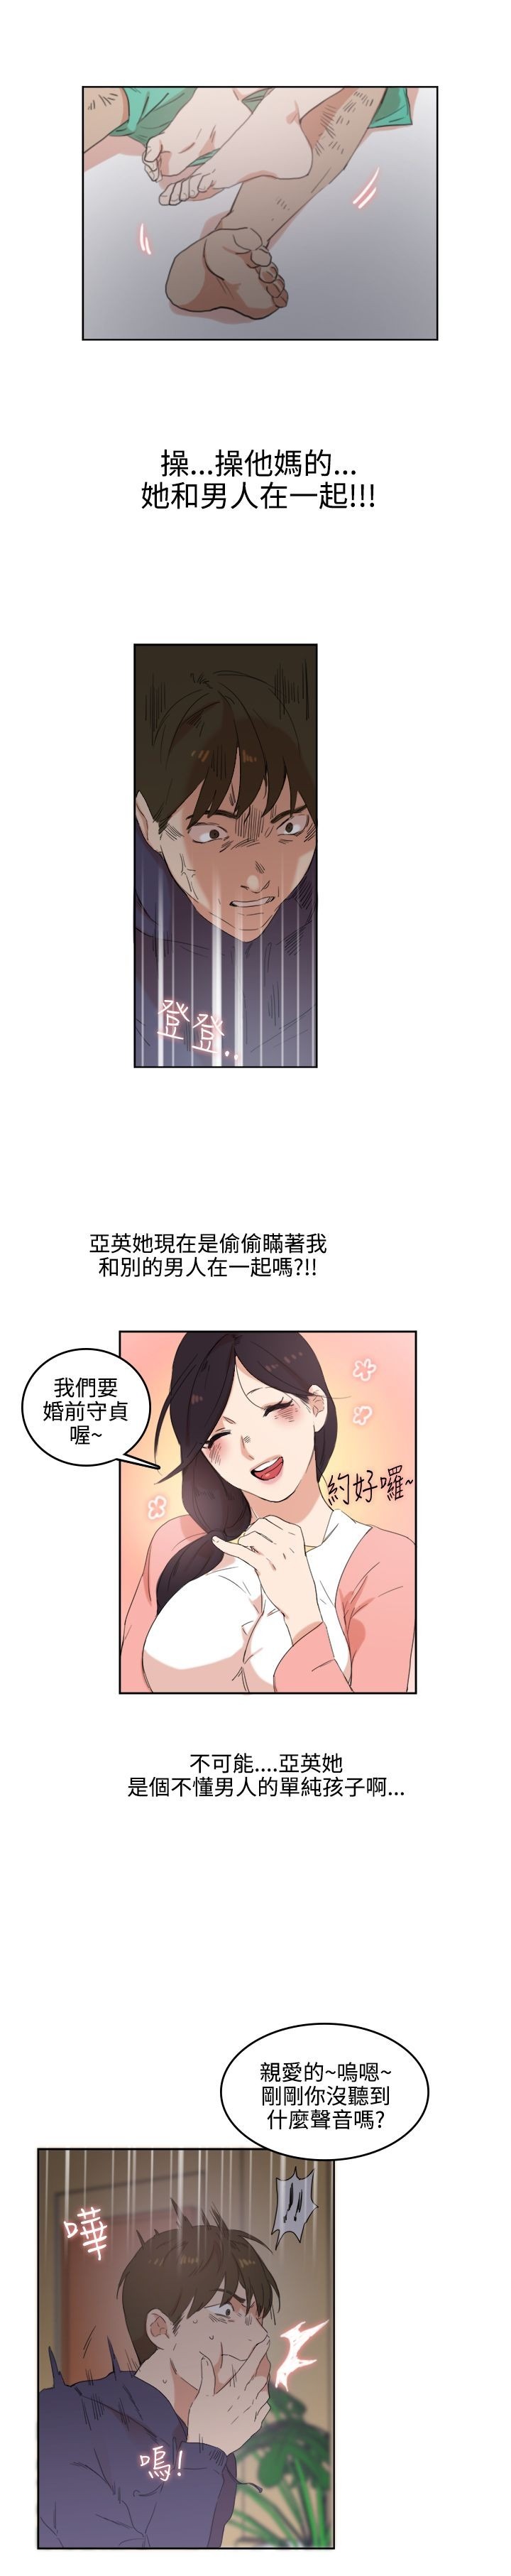 操...操他媽的...
她和男人在一起!!!
登登..
亞英她現在是偷偷瞞著我
和別的男人在一起嗎?!!
我們要
婚前守貞
喔~
約好囉~
不可能....亞英她
是個不懂男人的單純孩子啊...
親愛的~嗚嗯~
剛剛你沒聽到
什麼聲音嗎?
嘩
嗚!